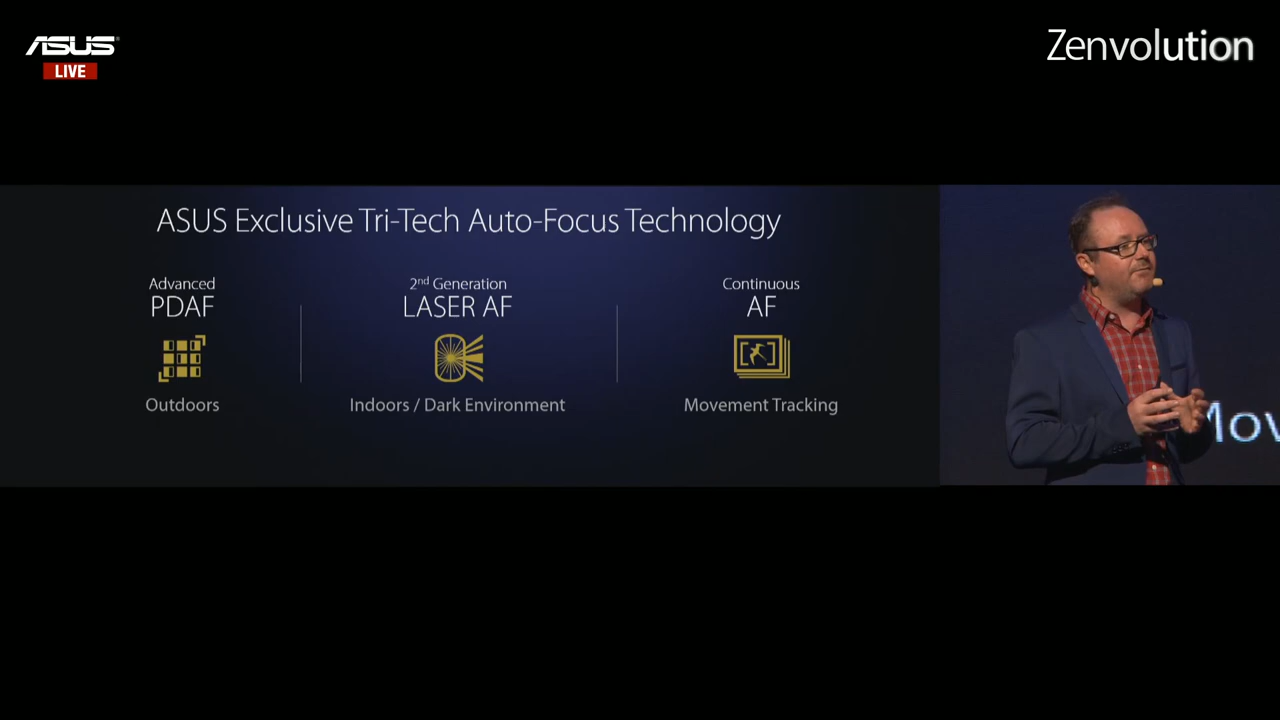 ASUS
LIVE
Zenvolution
ASUS Exclusive Tri-Tech Auto-Focus Technology
Advanced
PDAF
Outdoors
2nd Generation
LASER AF
Indoors / Dark Environment
Continuous
AF
Movement Tracking
Mov